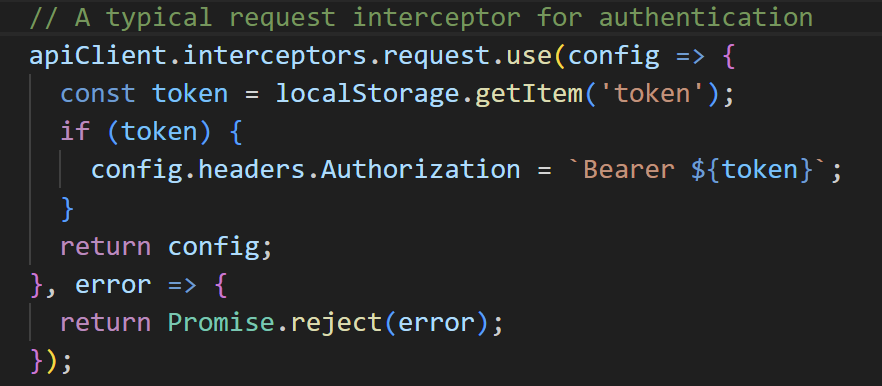 // A typical request interceptor for authentication
apiClient.interceptors.request.use(config => {
  const token = localStorage.getItem('token');
  if (token) {
    config.headers.Authorization = `Bearer ${token}`;
  }
  return config;
}, error => {
  return Promise.reject(error);
});